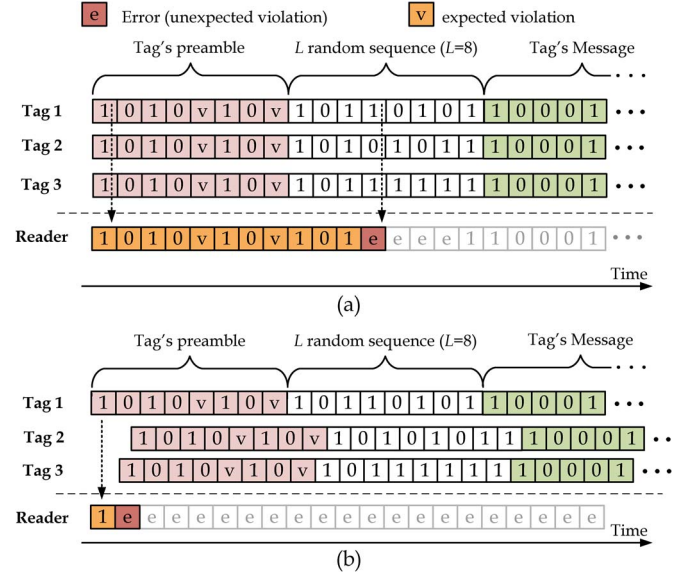 e Error (unexpected violation) v expected violation
Tag's preamble L random sequence (L=8) Tag's Message •••
Tag 1 1 0 1 0 v 1 0 v 1 0 1 1 0 1 0 1 1 0 0 0 1 •••
Tag 2 1 0 1 0 v 1 0 v 1 0 1 0 1 0 1 1 1 0 0 0 1 •••
Tag 3 1 0 1 0 v 1 0 v 1 0 1 1 1 1 1 1 1 0 0 0 1 •••
Reader 1 0 1 0 v 1 0 v 1 0 1 e e e e 1 1 0 0 0 1 •••
Time
(a)
Tag's preamble L random sequence (L=8) Tag's Message •••
Tag 1 1 0 1 0 v 1 0 v 1 0 1 1 0 1 0 1 1 0 0 0 1 •••
Tag 2 1 0 1 0 v 1 0 v 1 0 1 0 1 0 1 1 1 0 0 0 1 •••
Tag 3 1 0 1 0 v 1 0 v 1 0 1 1 1 1 1 1 1 0 0 0 1 •••
Reader 1 e e e e e e e e e e e e e e e e e e e e
Time
(b)